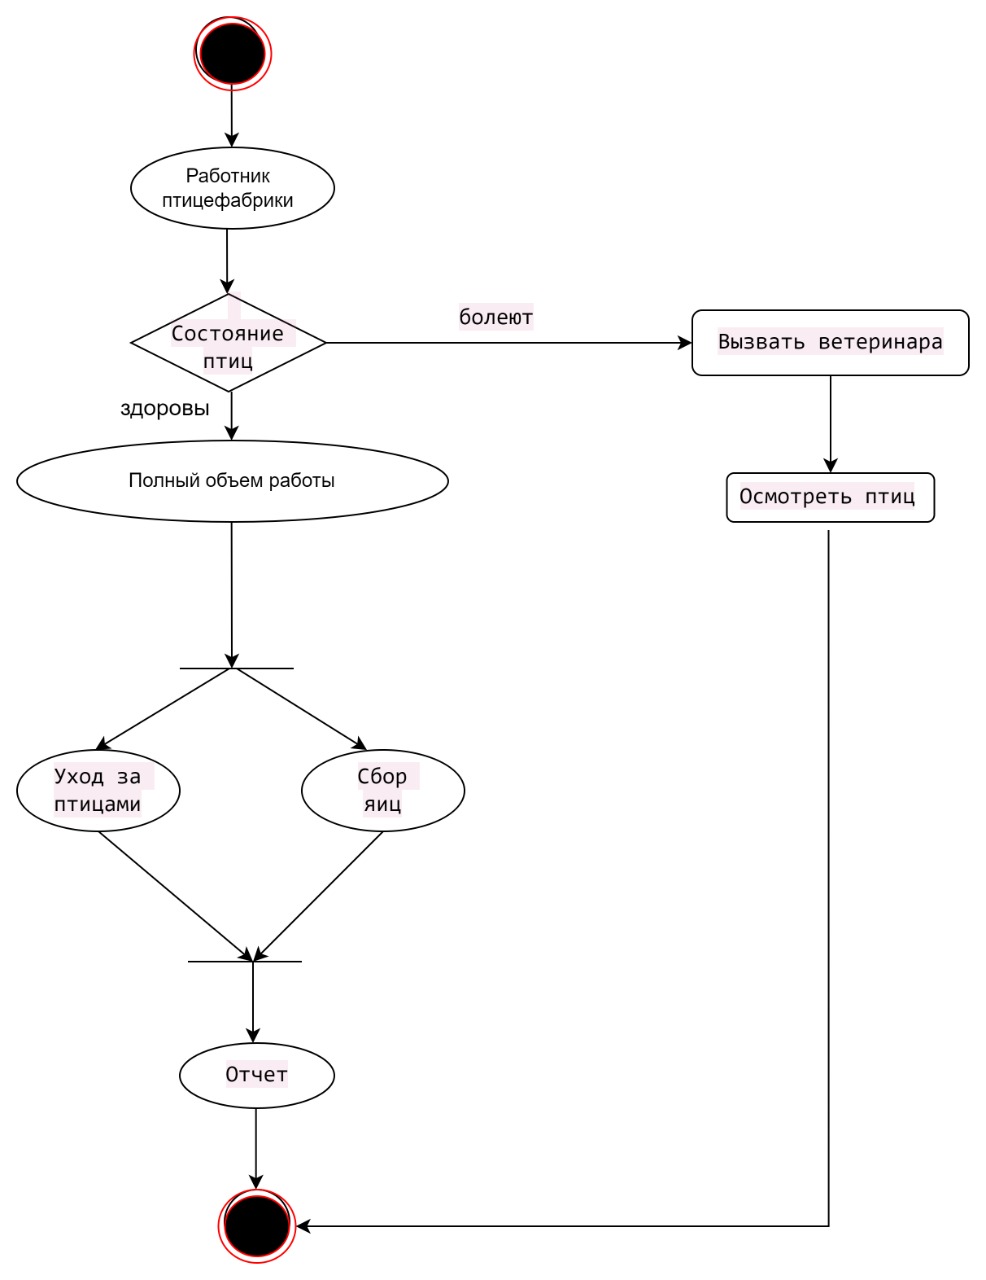 Работник
птицефабрики
Состояние
птиц
болеют
Вызвать ветеринара
здоровы
Полный объем работы
Осмотреть птиц
Уход за
птицами
Сбор
яиц
Отчет